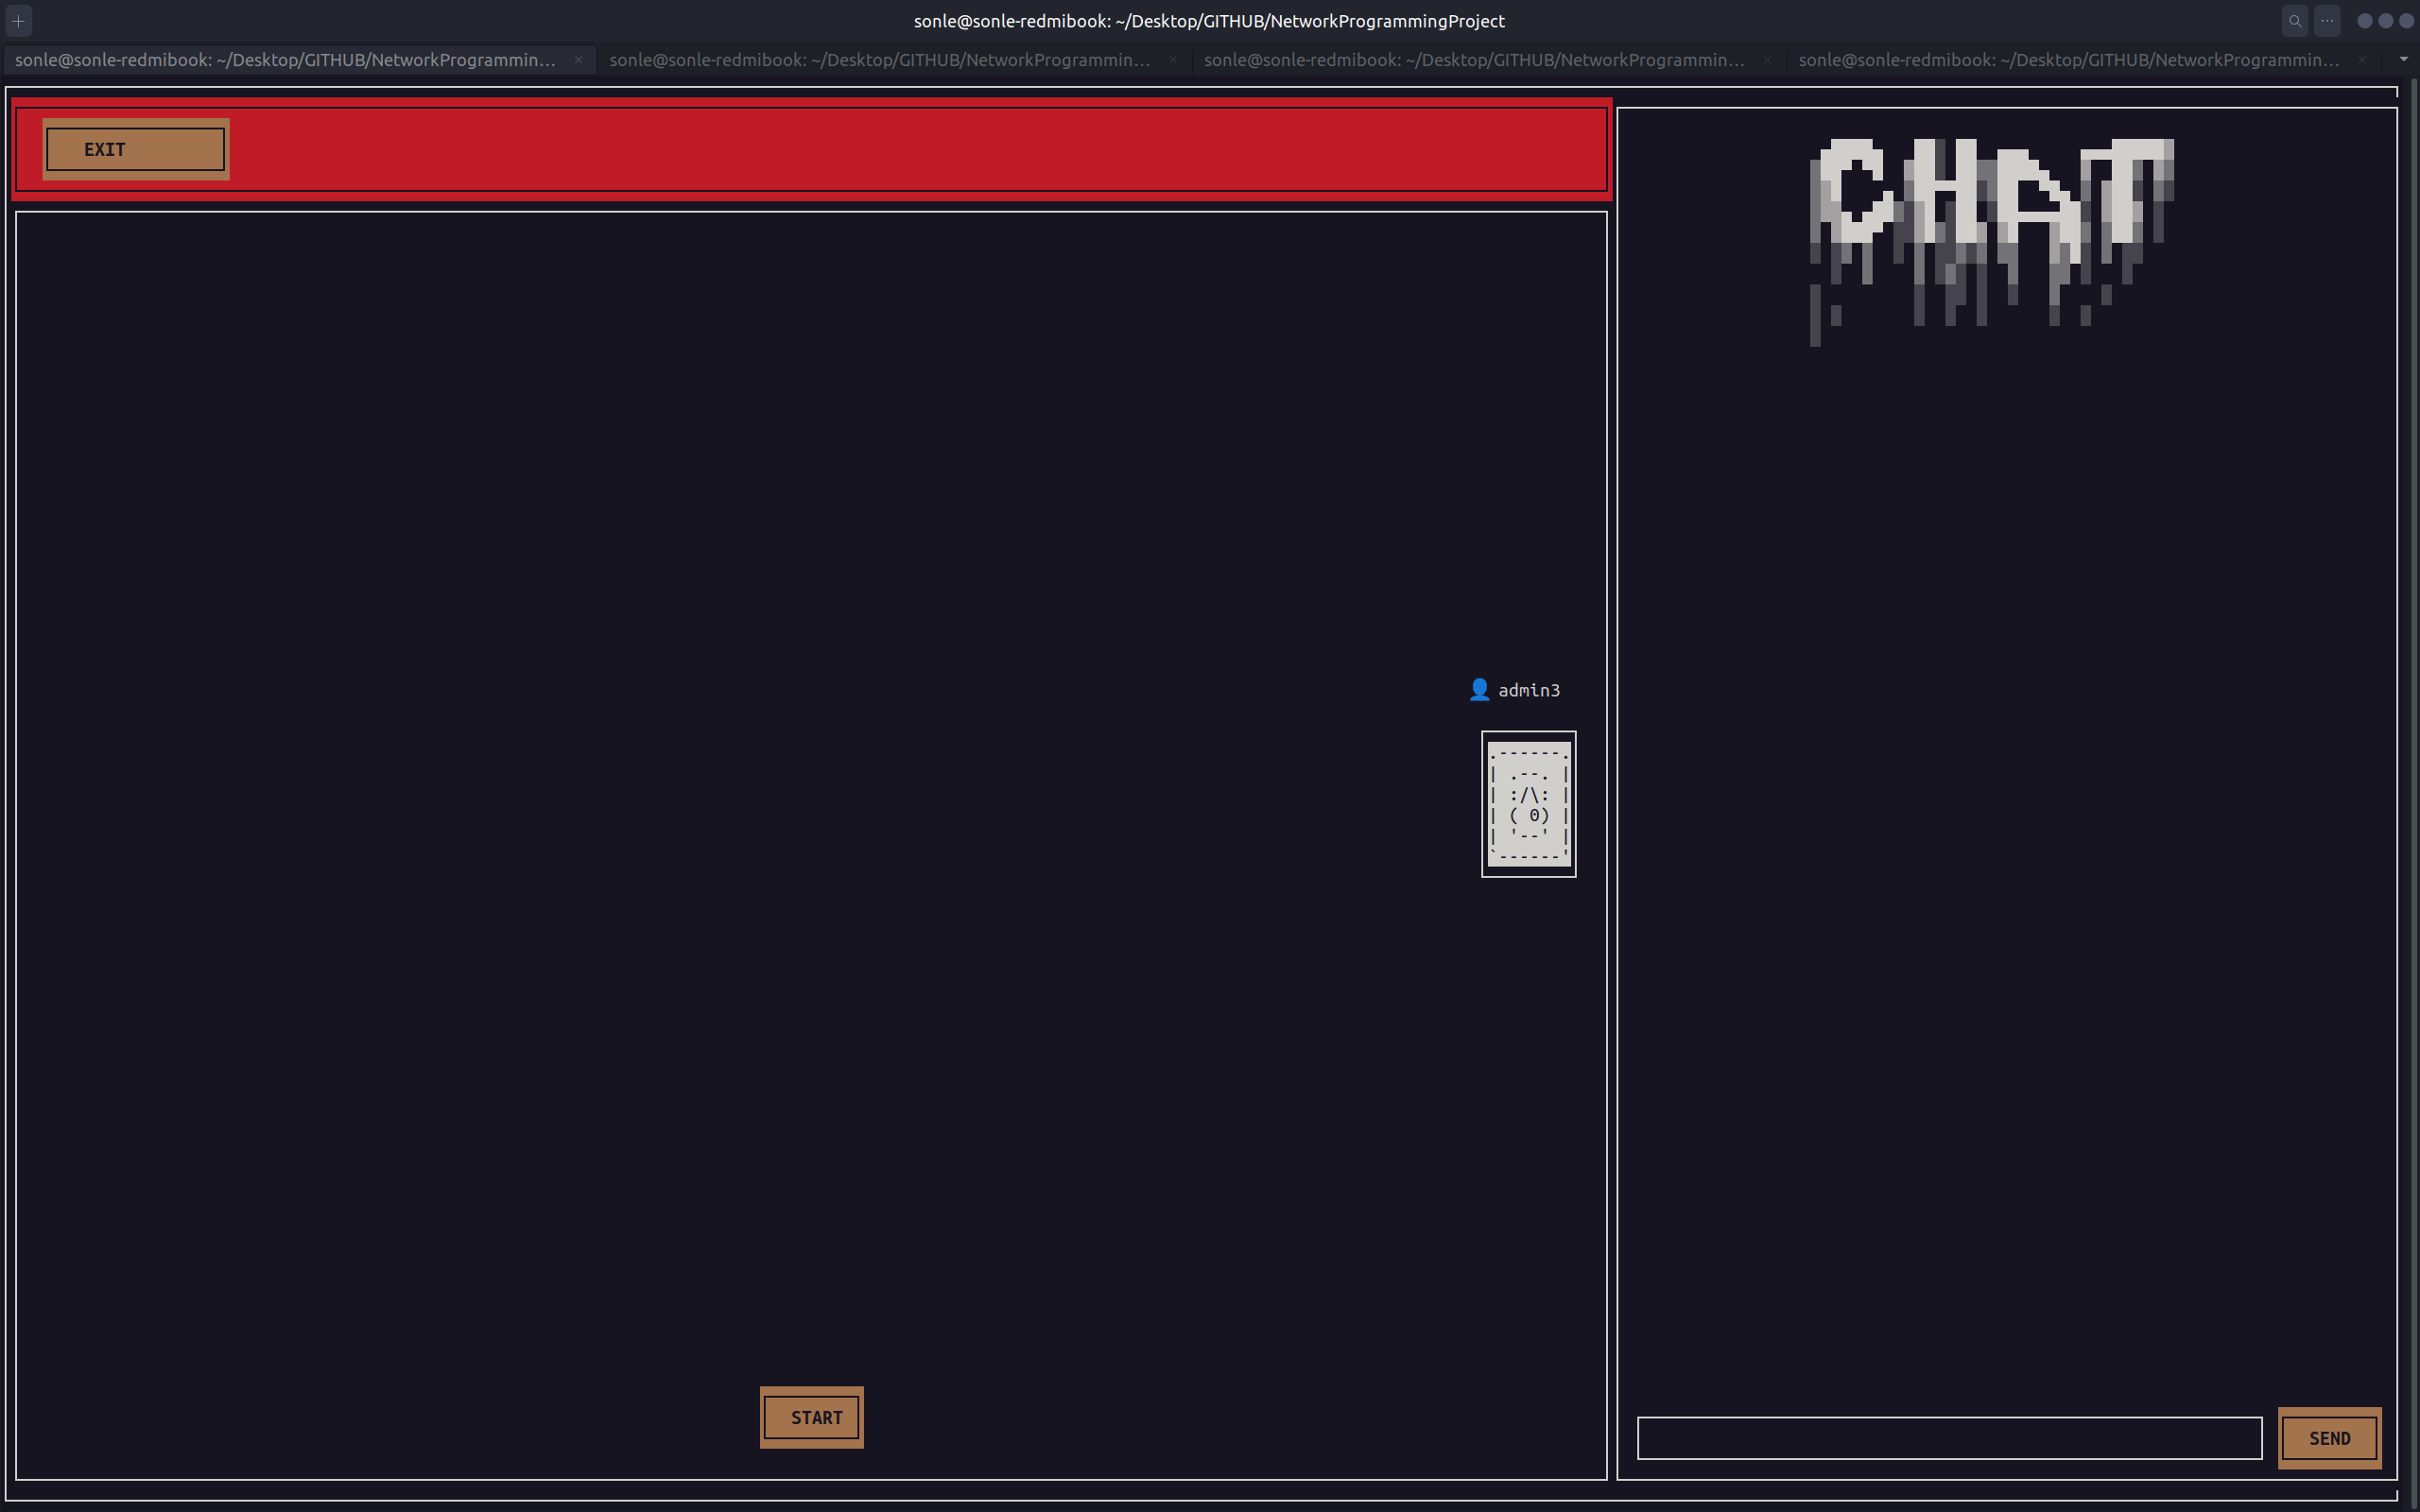 sonle@sonle-redmibook: ~/Desktop/GITHUB/NetworkProgrammingProject
sonle@sonle-redmibook: ~/Desktop/GITHUB/NetworkProgrammin…
sonle@sonle-redmibook: ~/Desktop/GITHUB/NetworkProgrammin…
sonle@sonle-redmibook: ~/Desktop/GITHUB/NetworkProgrammin…
sonle@sonle-redmibook: ~/Desktop/GITHUB/NetworkProgrammin…
EXIT
CHAT
admin3
.------.
| .--. |
| :/\: |
| ( 0) |
| '--' |
`------'
START
SEND